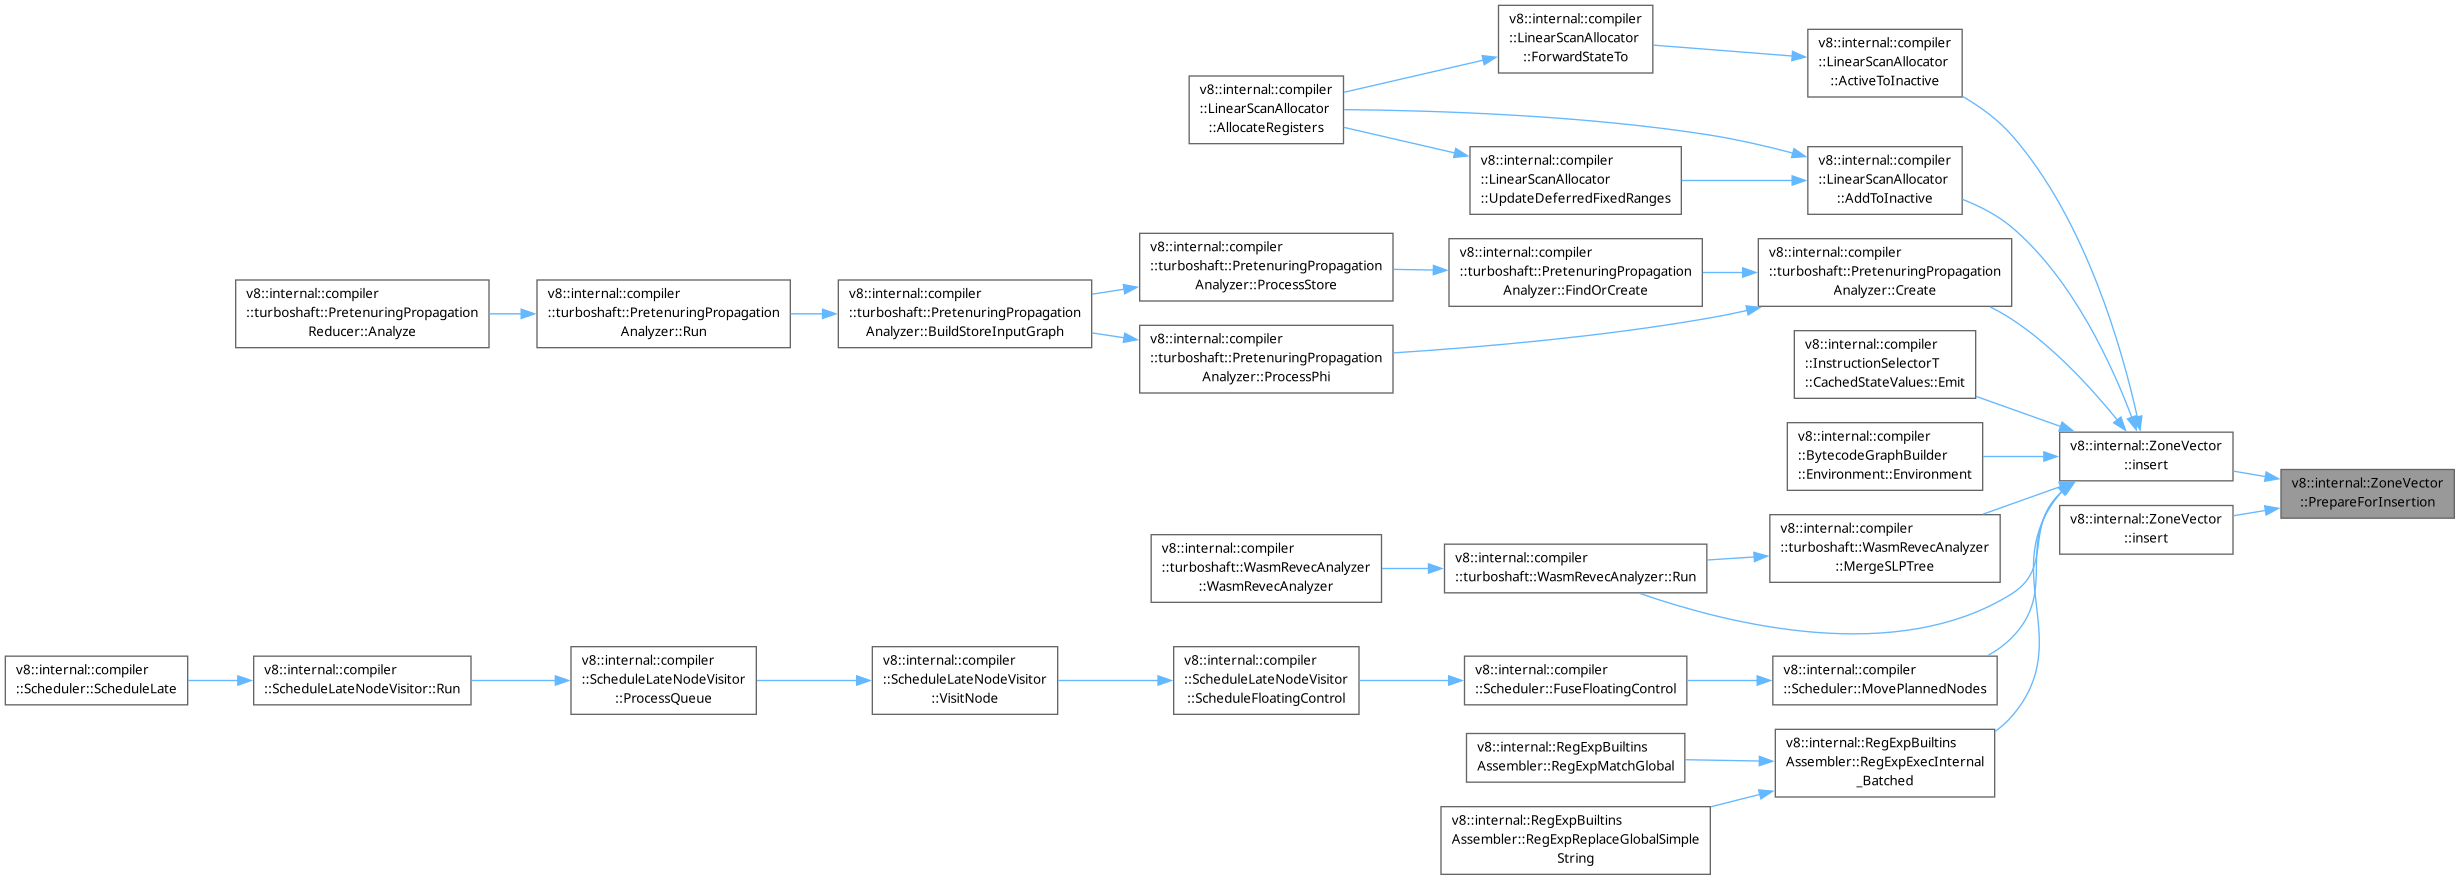 v8::internal::compiler
::LinearScanAllocator
::ForwardStateTo
v8::internal::compiler
::LinearScanAllocator
::ActiveToInactive
v8::internal::compiler
::LinearScanAllocator
::AllocateRegisters
v8::internal::compiler
::LinearScanAllocator
::UpdateDeferredFixedRanges
v8::internal::compiler
::LinearScanAllocator
::AddToInactive
v8::internal::compiler
::turboshaft::PretenuringPropagation
Reducer::Analyze
v8::internal::compiler
::turboshaft::PretenuringPropagation
Analyzer::Run
v8::internal::compiler
::turboshaft::PretenuringPropagation
Analyzer::BuildStoreInputGraph
v8::internal::compiler
::turboshaft::PretenuringPropagation
Analyzer::ProcessStore
v8::internal::compiler
::turboshaft::PretenuringPropagation
Analyzer::FindOrCreate
v8::internal::compiler
::turboshaft::PretenuringPropagation
Analyzer::Create
v8::internal::compiler
::turboshaft::PretenuringPropagation
Analyzer::ProcessPhi
v8::internal::compiler
::InstructionSelectorT
::CachedStateValues::Emit
v8::internal::compiler
::BytecodeGraphBuilder
::Environment::Environment
v8::internal::ZoneVector
::insert
v8::internal::ZoneVector
::PrepareForInsertion
v8::internal::ZoneVector
::insert
v8::internal::compiler
::turboshaft::WasmRevecAnalyzer
::WasmRevecAnalyzer
v8::internal::compiler
::turboshaft::WasmRevecAnalyzer::Run
v8::internal::compiler
::turboshaft::WasmRevecAnalyzer
::MergeSLPTree
v8::internal::compiler
::Scheduler::ScheduleLate
v8::internal::compiler
::ScheduleLateNodeVisitor::Run
v8::internal::compiler
::ScheduleLateNodeVisitor
::ProcessQueue
v8::internal::compiler
::ScheduleLateNodeVisitor
::VisitNode
v8::internal::compiler
::ScheduleLateNodeVisitor
::ScheduleFloatingControl
v8::internal::compiler
::Scheduler::FuseFloatingControl
v8::internal::compiler
::Scheduler::MovePlannedNodes
v8::internal::RegExpBuiltins
Assembler::RegExpMatchGlobal
v8::internal::RegExpBuiltins
Assembler::RegExpExecInternal
_Batched
v8::internal::RegExpBuiltins
Assembler::RegExpReplaceGlobalSimple
String